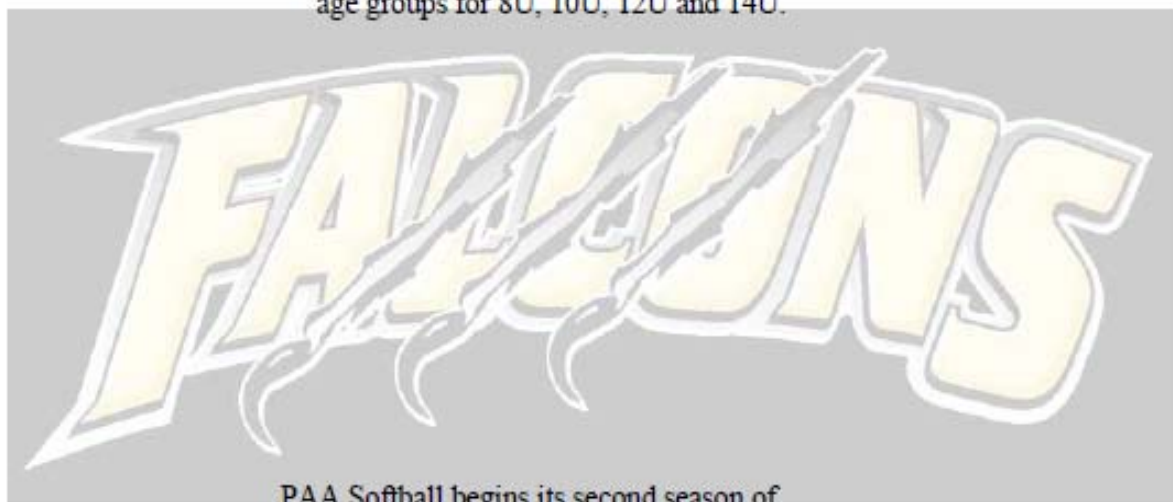 age groups for 8U, 10U, 12U and 14U.
FALCONS
PAA Softball begins its second season of